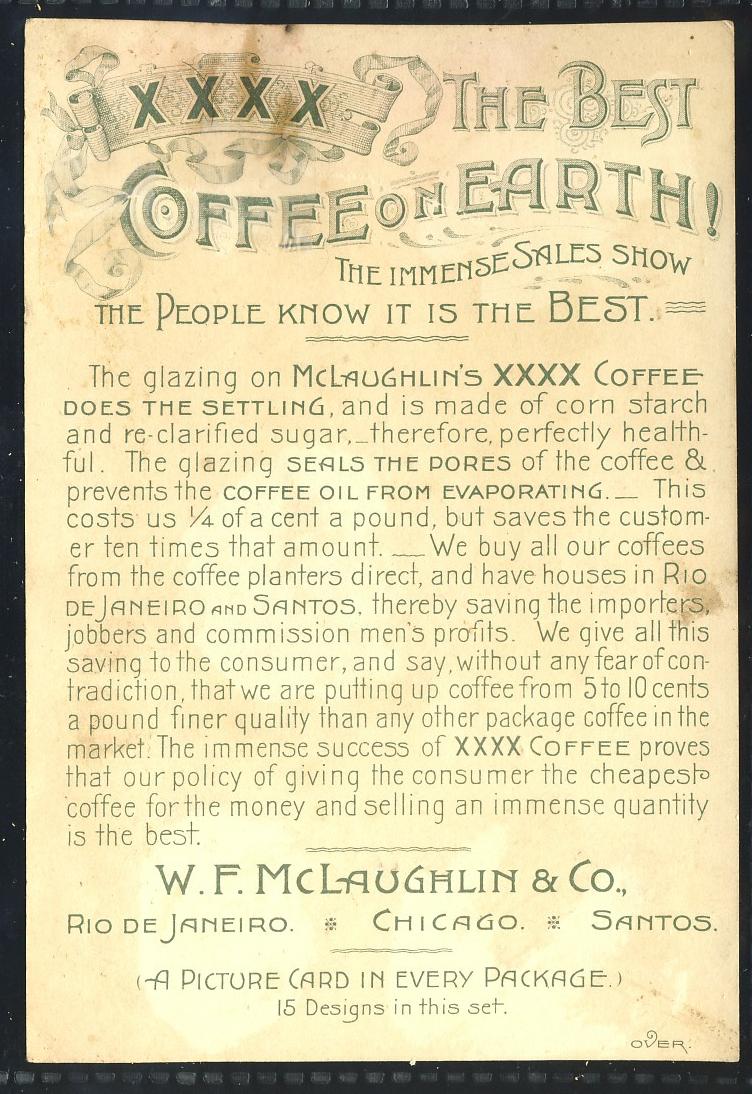 XXXX THE BEST
COFFEE ON EARTH!
THE IMMENSE SALES SHOW
THE PEOPLE KNOW IT IS THE BEST.
The glazing on McLAUGHLIN'S XXXX COFFEE
DOES THE SETTLING, and is made of corn starch
and re-clarified sugar,_therefore, perfectly health-
ful. The glazing SEALS THE PORES of the coffee &
prevents the COFFEE OIL FROM EVAPORATING.__ This
costs us 1/4 of a cent a pound, but saves the custom-
er ten times that amount. __We buy all our coffees
from the coffee planters direct, and have houses in RIO
DE JANEIRO AND SANTOS, thereby saving the importers,
jobbers and commission men's profits. We give all this
saving to the consumer, and say, without any fear of con-
tradiction, that we are putting up coffee from 5 to 10 cents
a pound finer quality than any other package coffee in the
market. The immense success of XXXX COFFEE proves
that our policy of giving the consumer the cheapest
coffee for the money and selling an immense quantity
is the best.
W. F. McLAUGHLIN & CO.,
RIO DE JANEIRO. CHICAGO. SANTOS.
(A PICTURE CARD IN EVERY PACKAGE.)
15 Designs in this set.
OVER.